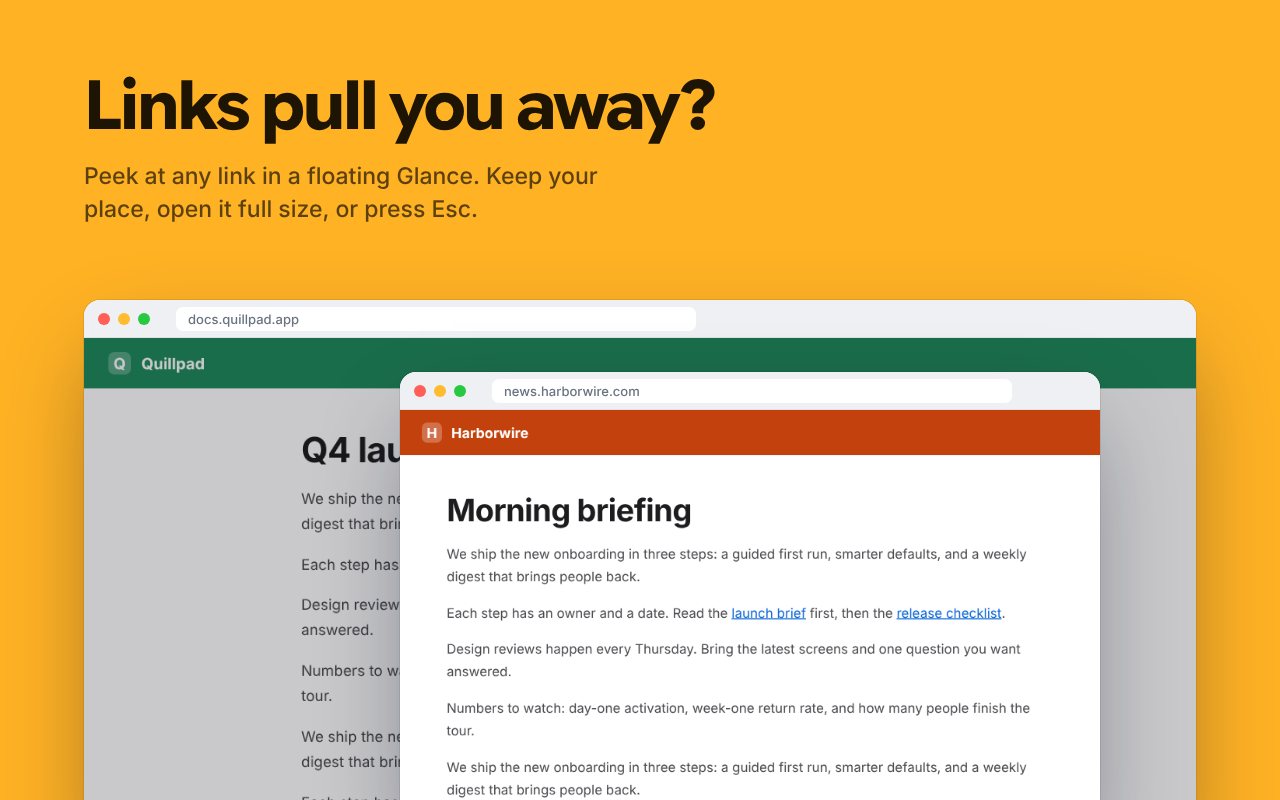 Links pull you away?
Peek at any link in a floating Glance. Keep your
place, open it full size, or press Esc.
docs.quillpad.app
Q Quillpad
Q4 lau
We ship the ne
digest that bri
Each step has
Design review
answered.
Numbers to w
tour.
We ship the ne
digest that bri
news.harborwire.com
H Harborwire
Morning briefing
We ship the new onboarding in three steps: a guided first run, smarter defaults, and a weekly
digest that brings people back.
Each step has an owner and a date. Read the launch brief first, then the release checklist.
Design reviews happen every Thursday. Bring the latest screens and one question you want
answered.
Numbers to watch: day-one activation, week-one return rate, and how many people finish the
tour.
We ship the new onboarding in three steps: a guided first run, smarter defaults, and a weekly
digest that brings people back.